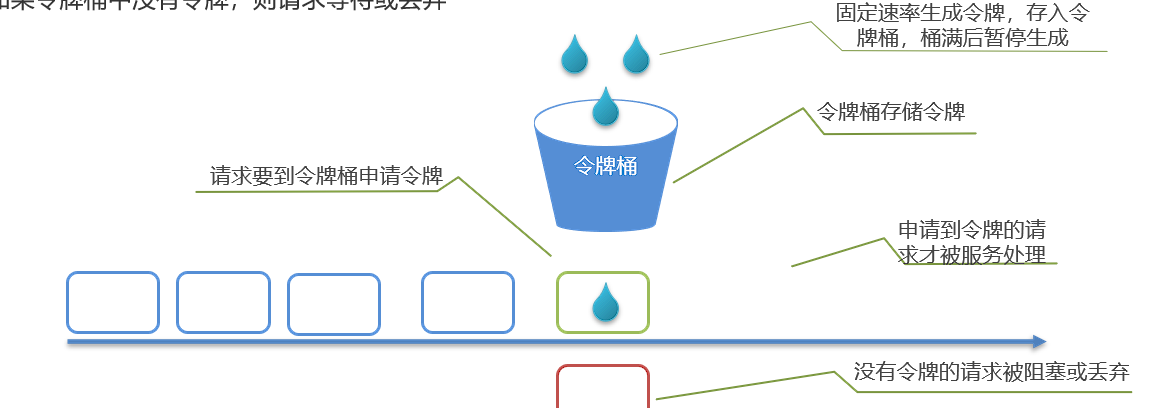 如果令牌桶中没有令牌，则请求等待或丢弃
固定速率生成令牌，存入令
牌桶，桶满后暂停生成
令牌桶存储令牌
令牌桶
请求要到令牌桶申请令牌
申请到令牌的请
求才被服务处理
没有令牌的请求被阻塞或丢弃